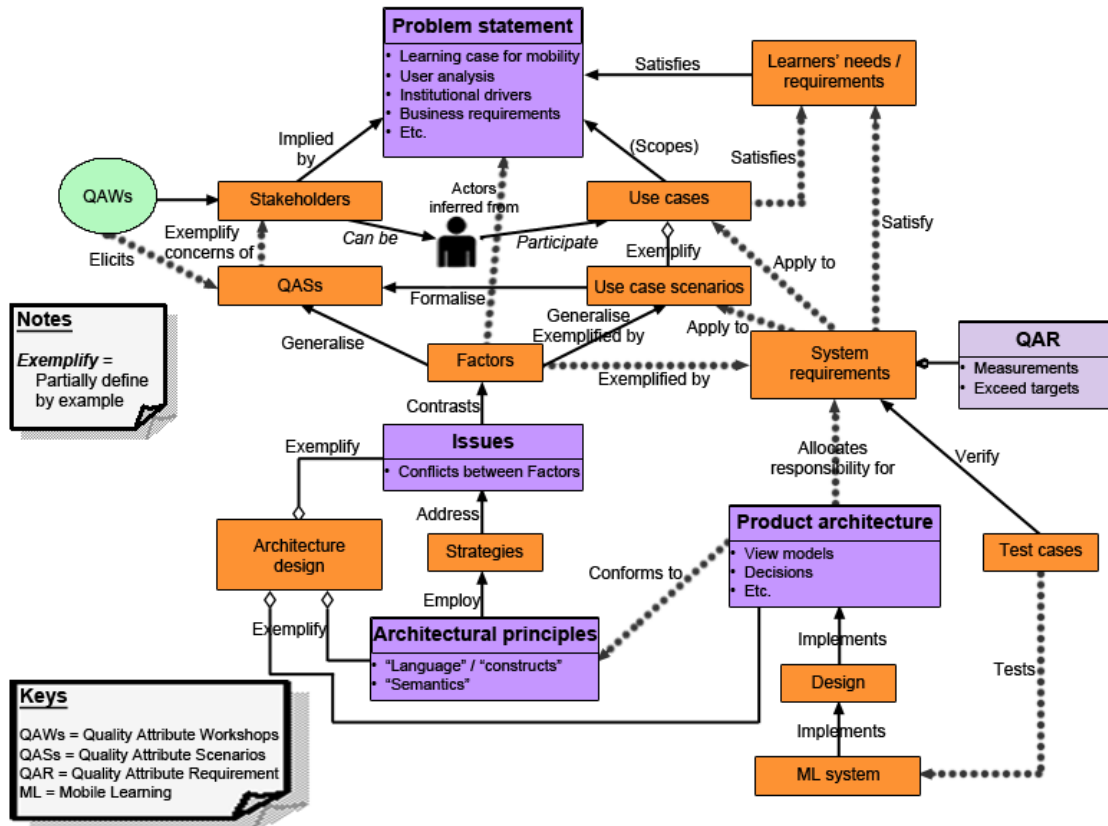 Problem statement
• Learning case for mobility
• User analysis
• Institutional drivers
• Business requirements
• Etc.
Learners' needs /
requirements
Satisfies
Implied
by
(Scopes)
Satisfies
QAWs
Stakeholders
Actors
inferred from
Use cases
Can be
Participate
Exemplify
concerns of
Elicits
Exemplify
Satisfy
Apply to
QASs
Formalise
Use case scenarios
Notes
Exemplify =
Partially define
by example
Generalise
Generalise
Exemplified by
Apply to
Factors
Exemplified by
System
requirements
QAR
• Measurements
• Exceed targets
Contrasts
Exemplify
Issues
• Conflicts between Factors
Allocates
responsibility for
Verify
Address
Architecture
design
Strategies
Product architecture
• View models
• Decisions
• Etc.
Test cases
Conforms to
Employ
Exemplify
Architectural principles
• “Language” / “constructs”
• “Semantics”
Implements
Design
Tests
Implements
ML system
Keys
QAWs = Quality Attribute Workshops
QASs = Quality Attribute Scenarios
QAR = Quality Attribute Requirement
ML = Mobile Learning